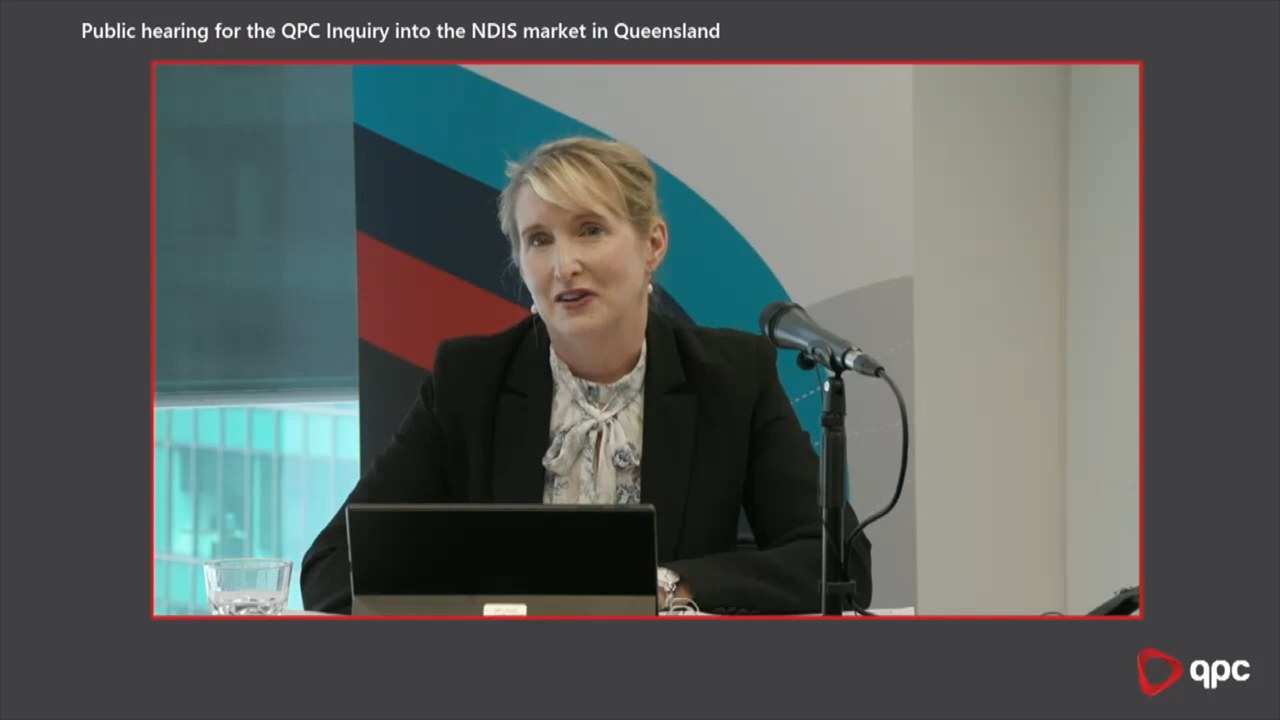 Public hearing for the QPC Inquiry into the NDIS market in Queensland
qpc